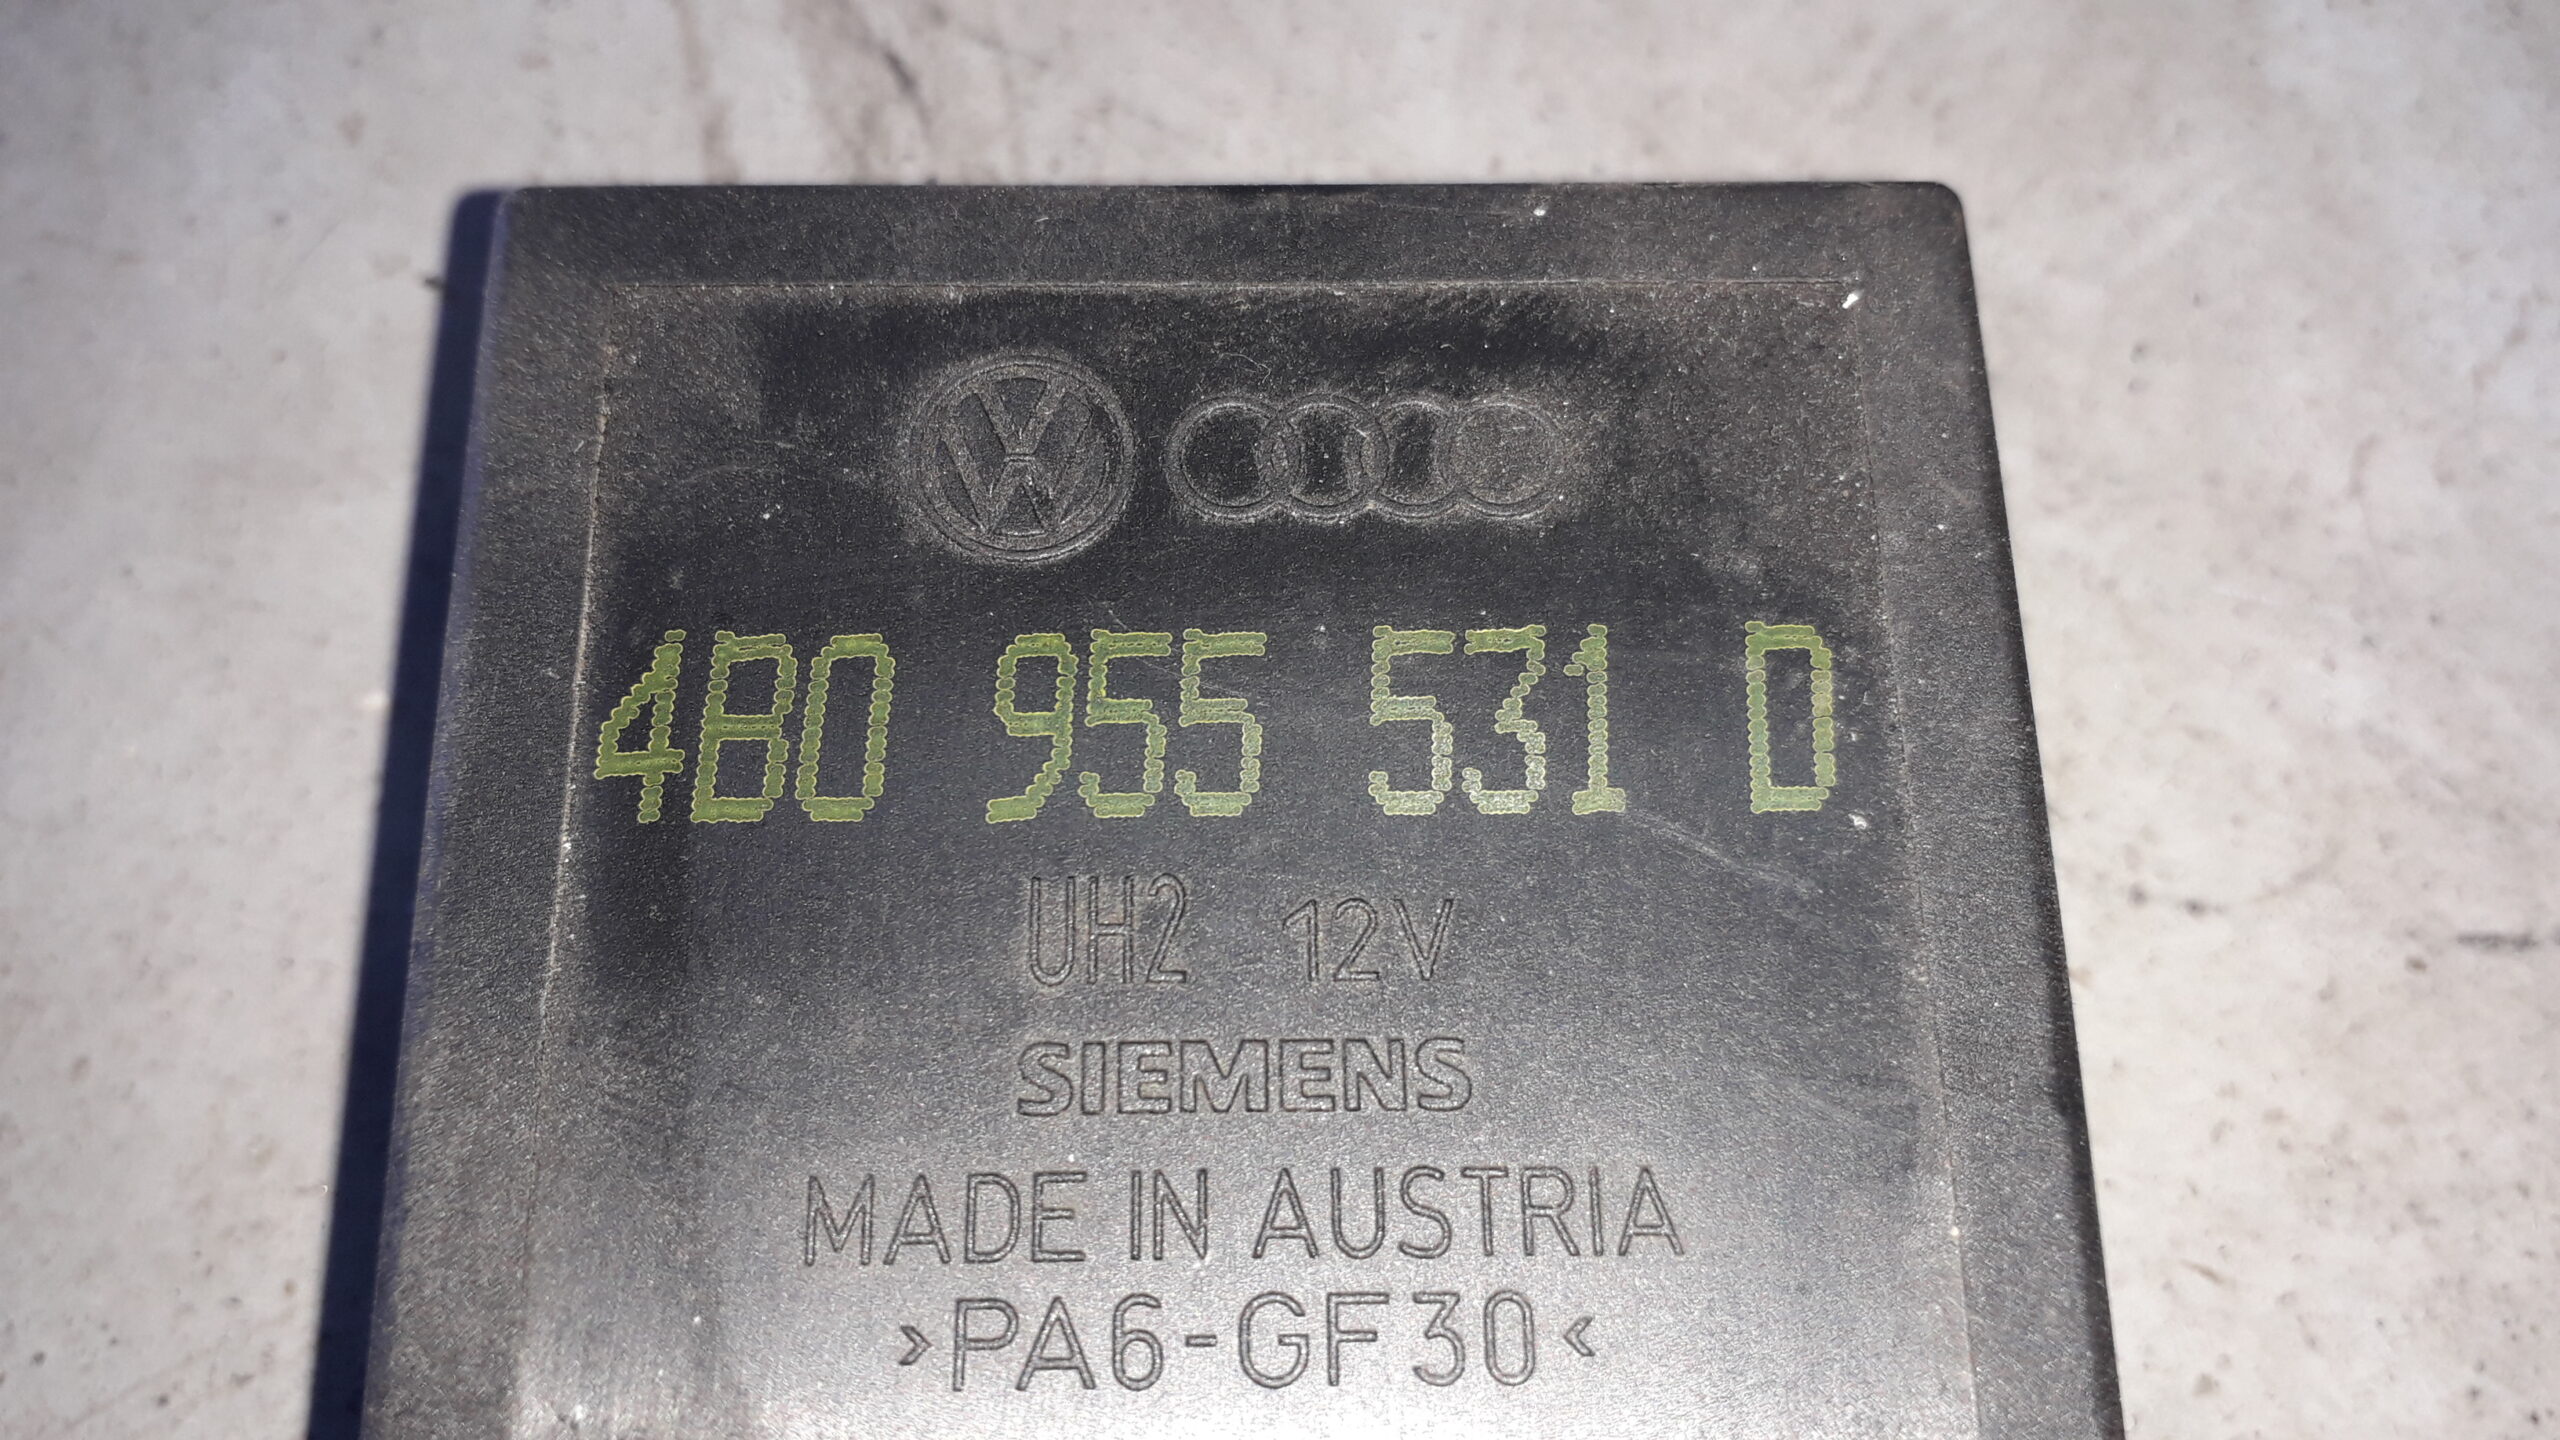 4B0 955 531 D
UH2 12V
SIEMENS
MADE IN AUSTRIA
>PA6-GF30<